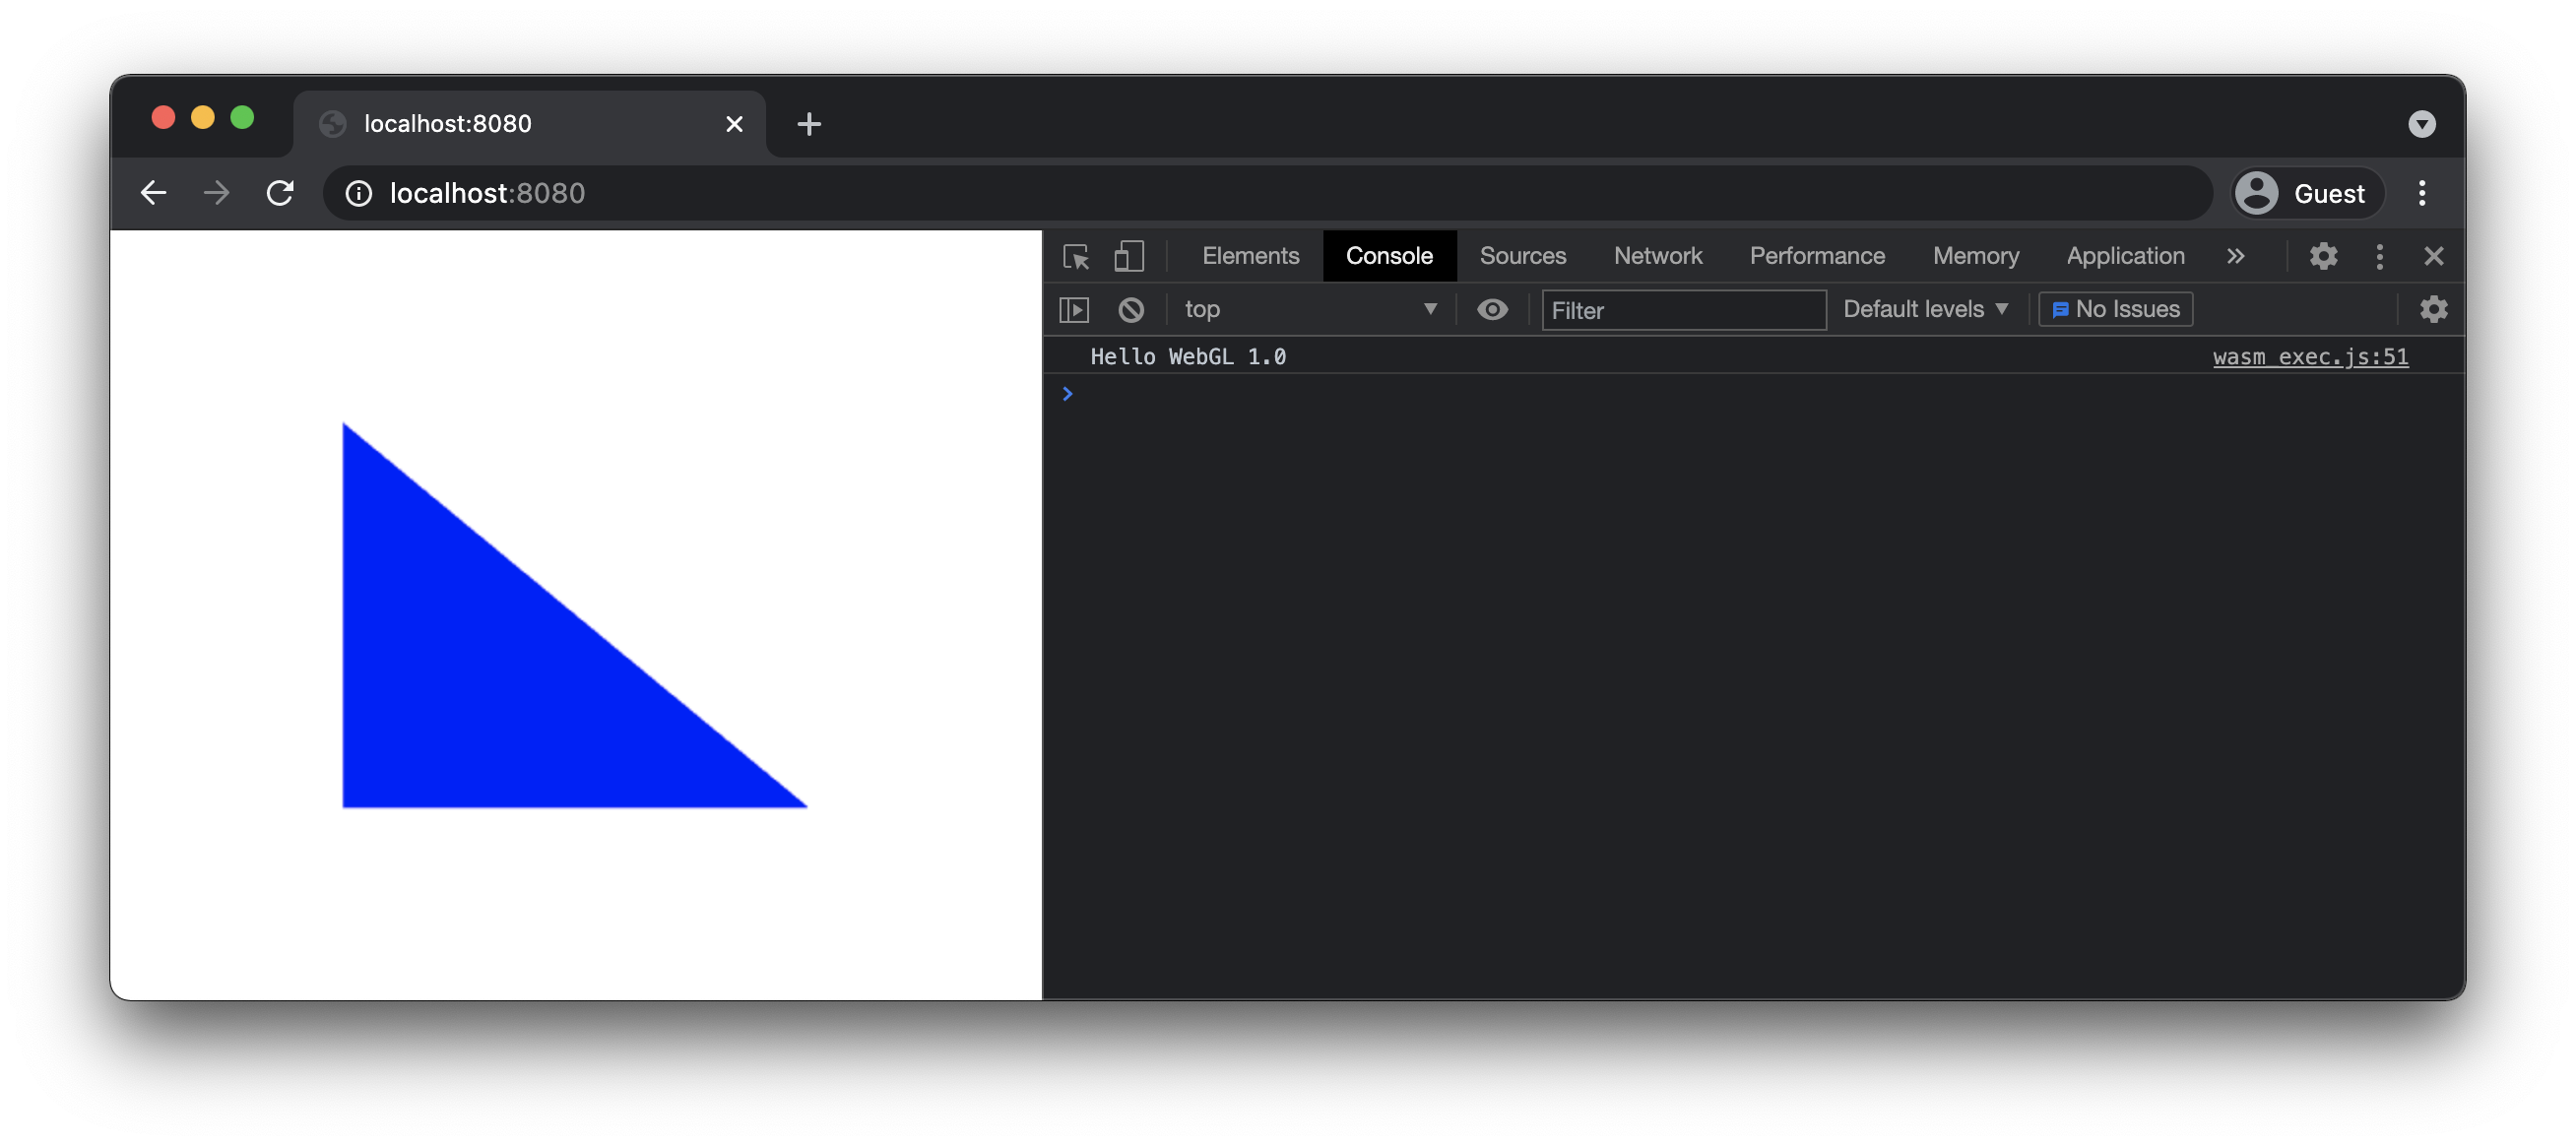 localhost:8080
localhost:8080
Guest
Elements Console Sources Network Performance Memory Application
top Filter Default levels No Issues
Hello WebGL 1.0 wasm_exec.js:51